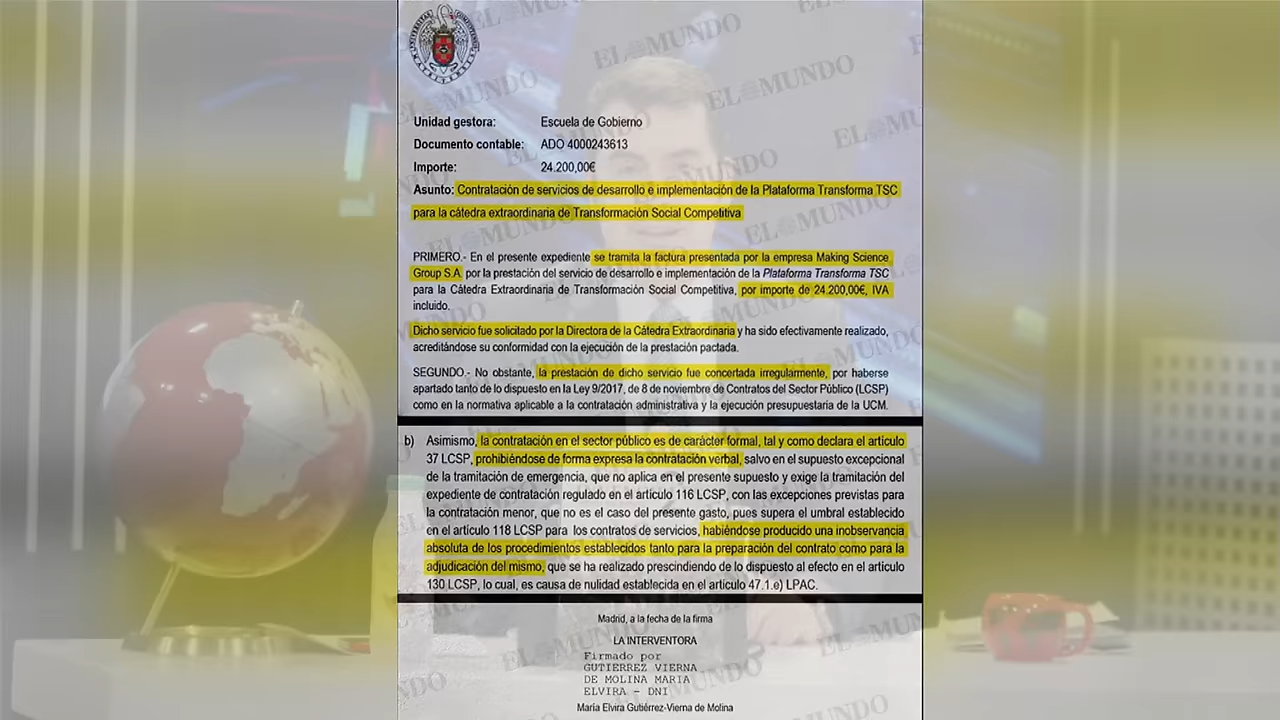 Unidad gestora: Escuela de Gobierno
Documento contable: ADO 4000243613
Importe: 24.200,00€
Asunto: Contratación de servicios de desarrollo e implementación de la Plataforma Transforma TSC
para la cátedra extraordinaria de Transformación Social Competitiva
PRIMERO.- En el presente expediente se tramita la factura presentada por la empresa Making Science
Group S.A. por la prestación del servicio de desarrollo e implementación de la Plataforma Transforma TSC
para la Cátedra Extraordinaria de Transformación Social Competitiva, por importe de 24.200,00€, IVA
incluido.
Dicho servicio fue solicitado por la Directora de la Cátedra Extraordinaria y ha sido efectivamente realizado,
acreditándose su conformidad con la ejecución de la prestación pactada.
SEGUNDO.- No obstante, la prestación de dicho servicio fue concertada irregularmente, por haberse
apartado tanto de lo dispuesto en la Ley 9/2017, de 8 de noviembre de Contratos del Sector Público (LCSP)
como en la normativa aplicable a la contratación administrativa y la ejecución presupuestaria de la UCM.
b) Asimismo, la contratación en el sector público es de carácter formal, tal y como declara el artículo
37 LCSP, prohibiéndose de forma expresa la contratación verbal, salvo en el supuesto excepcional
de la tramitación de emergencia, que no aplica en el presente supuesto y exige la tramitación del
expediente de contratación regulado en el artículo 116 LCSP, con las excepciones previstas para
la contratación menor, que no es el caso del presente gasto, pues supera el umbral establecido
en el artículo 118 LCSP para los contratos de servicios, habiéndose producido una inobservancia
absoluta de los procedimientos establecidos tanto para la preparación del contrato como para la
adjudicación del mismo, que se ha realizado prescindiendo de lo dispuesto al efecto en el artículo
130 LCSP, lo cual, es causa de nulidad establecida en el artículo 47.1.e) LPAC.
Madrid, a la fecha de la firma
LA INTERVENTORA
Firmado por
GUTIERREZ VIERNA
DE MOLINA MARIA
ELVIRA - DNI
María Elvira Gutiérrez-Vierna de Molina
EL MUNDO